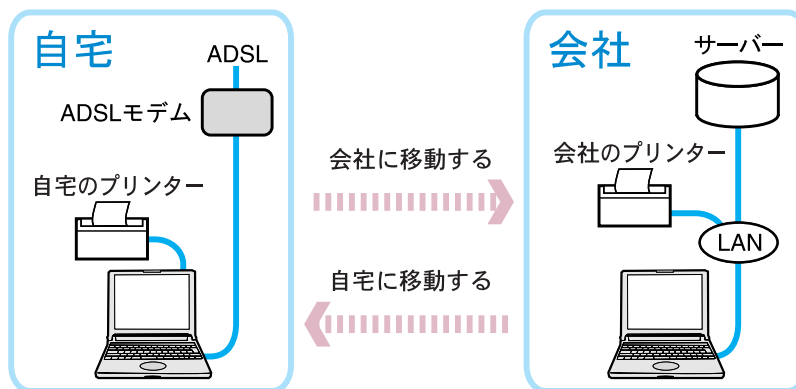 自宅
ADSL
ADSLモデム
自宅のプリンター
会社に移動する
自宅に移動する
会社
サーバー
会社のプリンター
LAN